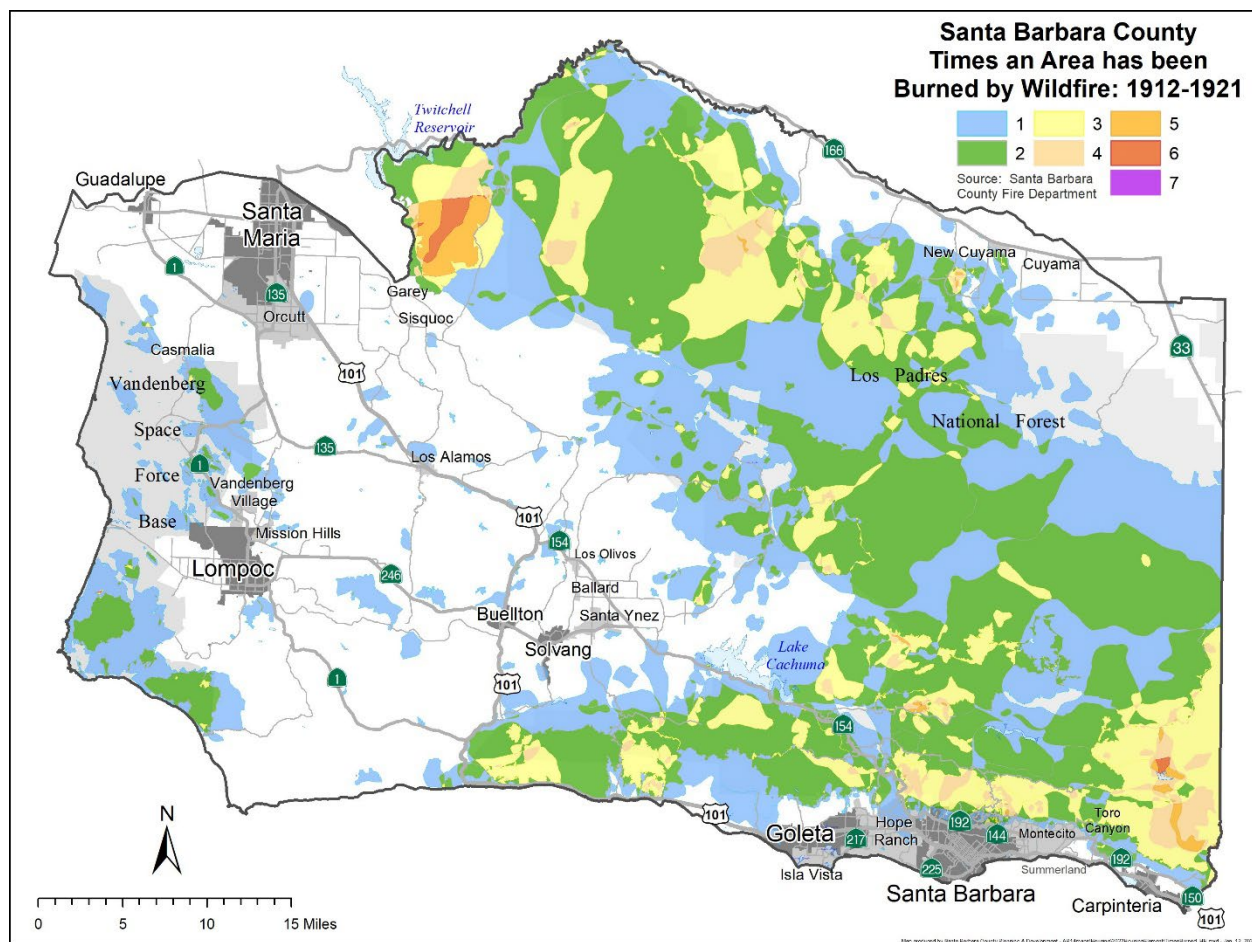 Santa Barbara County
Times an Area has been
Burned by Wildfire: 1912-1921
1 3 5
2 4 6
7
Source: Santa Barbara
County Fire Department
Twitchell
Reservoir
166
Guadalupe
Santa
Maria
1
135
Orcutt
Garey
Sisquoc
New Cuyama
Cuyama
33
Casmalia
101
Vandenberg
Los Padres
National Forest
Space
135
Los Alamos
Force
1
Vandenberg
Village
Base
Mission Hills
101
154
Los Olivos
Lompoc
246
Ballard
Buellton
Santa Ynez
Solvang
Lake
Cachuma
1
101
154
N
101
Goleta
217
Hope
Ranch
192
144
Montecito
Toro
Canyon
192
Isla Vista
225
Summerland
Santa Barbara
Carpinteria
150
101
0 5 10 15 Miles